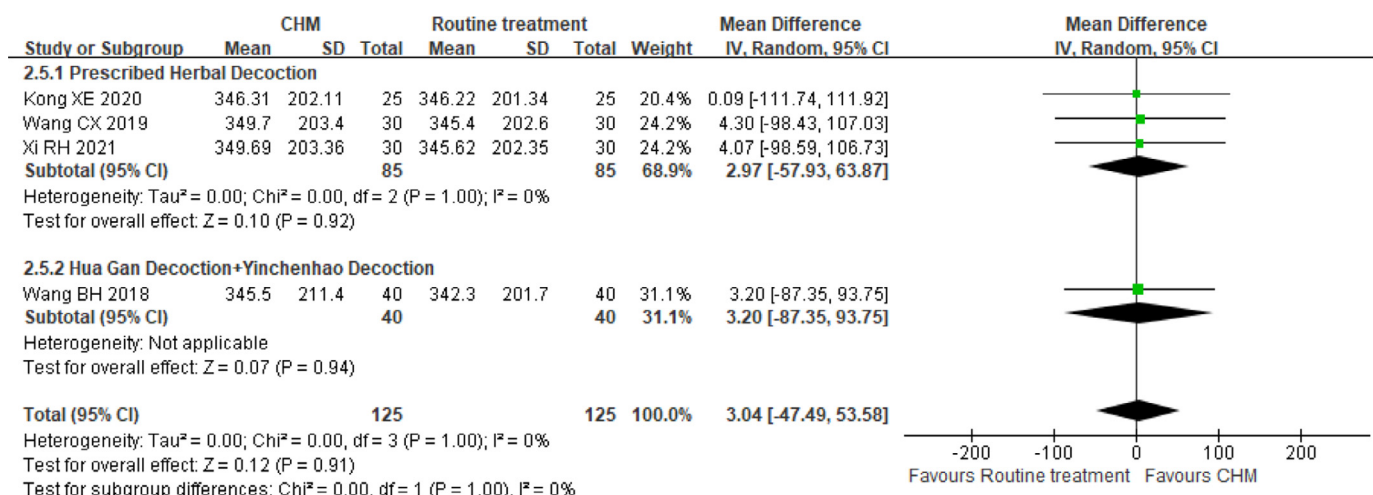 CHM Routine treatment Mean Difference Mean Difference
Study or Subgroup Mean SD Total Mean SD Total Weight IV, Random, 95% CI IV, Random, 95% CI
2.5.1 Prescribed Herbal Decoction
Kong XE 2020 346.31 202.11 25 346.22 201.34 25 20.4% 0.09 [-111.74, 111.92]
Wang CX 2019 349.7 203.4 30 345.4 202.6 30 24.2% 4.30 [-98.43, 107.03]
Xi RH 2021 349.69 203.36 30 345.62 202.35 30 24.2% 4.07 [-98.59, 106.73]
Subtotal (95% CI) 85 85 68.9% 2.97 [-57.93, 63.87]
Heterogeneity: Tau² = 0.00; Chi² = 0.00, df = 2 (P = 1.00); I² = 0%
Test for overall effect: Z = 0.10 (P = 0.92)
2.5.2 Hua Gan Decoction+Yinchenhao Decoction
Wang BH 2018 345.5 211.4 40 342.3 201.7 40 31.1% 3.20 [-87.35, 93.75]
Subtotal (95% CI) 40 40 31.1% 3.20 [-87.35, 93.75]
Heterogeneity: Not applicable
Test for overall effect: Z = 0.07 (P = 0.94)
Total (95% CI) 125 125 100.0% 3.04 [-47.49, 53.58]
Heterogeneity: Tau² = 0.00; Chi² = 0.00, df = 3 (P = 1.00); I² = 0%
Test for overall effect: Z = 0.12 (P = 0.91)
Test for subgroup differences: Chi² = 0.00, df = 1 (P = 1.00), I² = 0%
-200 -100 0 100 200
Favours Routine treatment Favours CHM